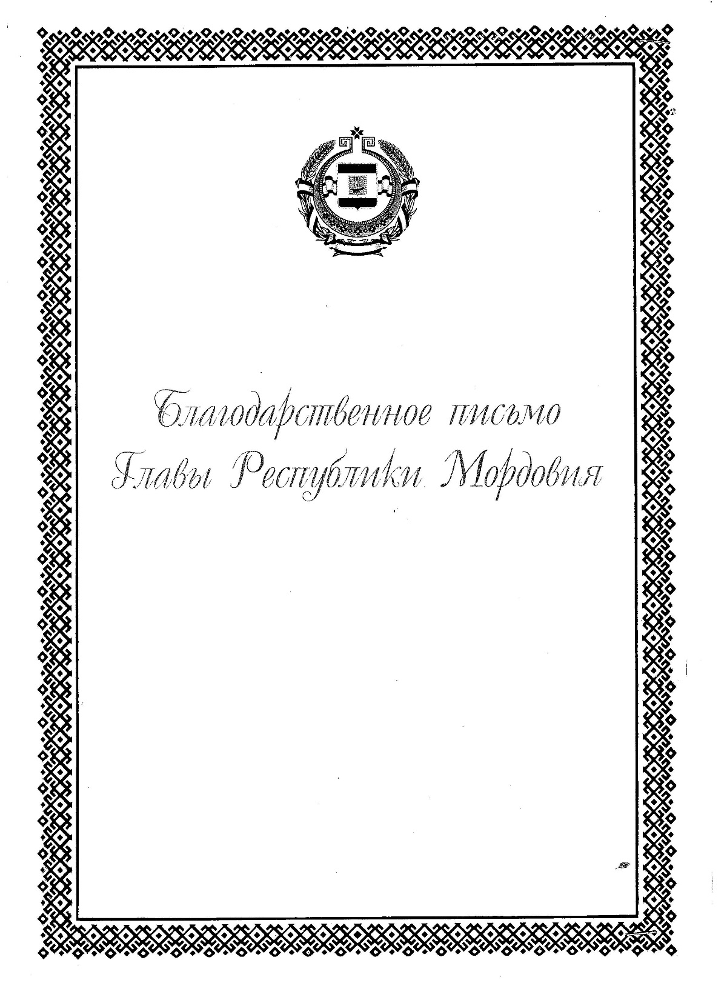 Благодарственное письмо
Главы Республики Мордовия